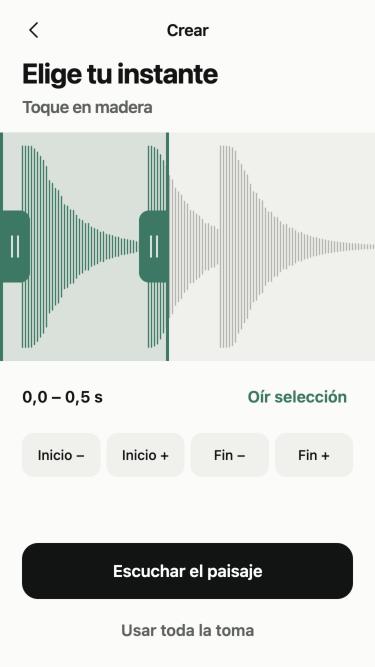 Crear
Elige tu instante
Toque en madera
0,0 – 0,5 s
Oír selección
Inicio –
Inicio +
Fin –
Fin +
Escuchar el paisaje
Usar toda la toma